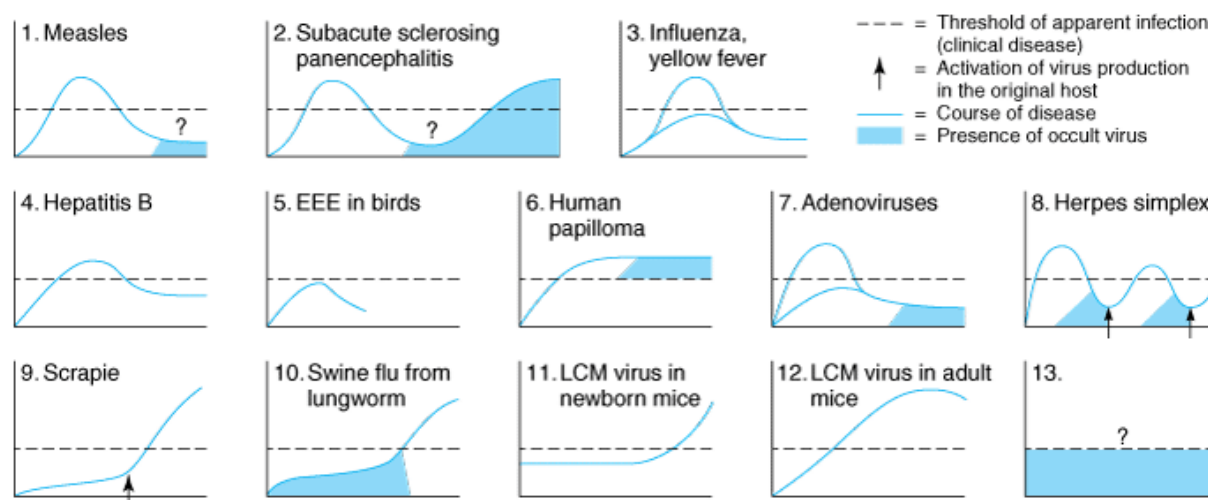 1. Measles
?
2. Subacute sclerosing
panencephalitis
?
3. Influenza,
yellow fever
= Threshold of apparent infection
(clinical disease)
= Activation of virus production
in the original host
= Course of disease
= Presence of occult virus
4. Hepatitis B
5. EEE in birds
6. Human
papilloma
7. Adenoviruses
8. Herpes simplex
9. Scrapie
10. Swine flu from
lungworm
11. LCM virus in
newborn mice
12. LCM virus in adult
mice
13.
?